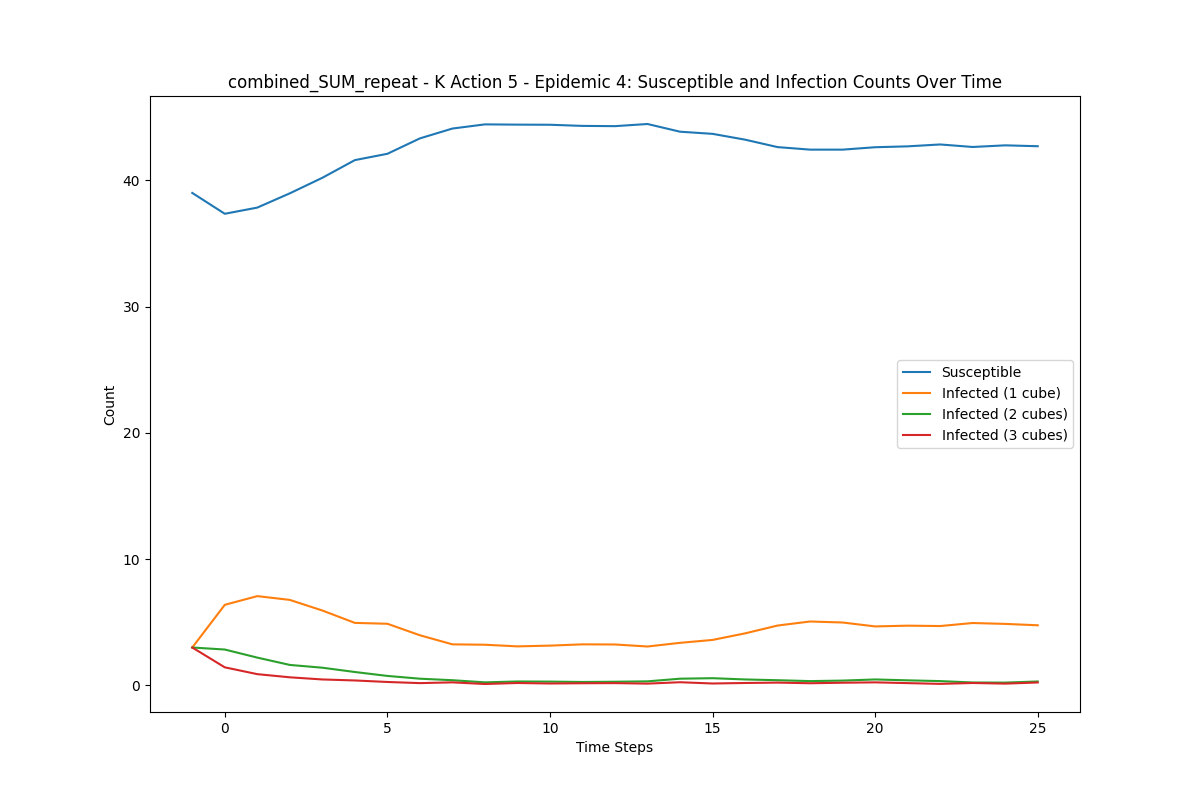 combined_SUM_repeat - K Action 5 - Epidemic 4: Susceptible and Infection Counts Over Time
Count
40
30
20
10
0
Susceptible
Infected (1 cube)
Infected (2 cubes)
Infected (3 cubes)
0 5 10 15 20 25
Time Steps